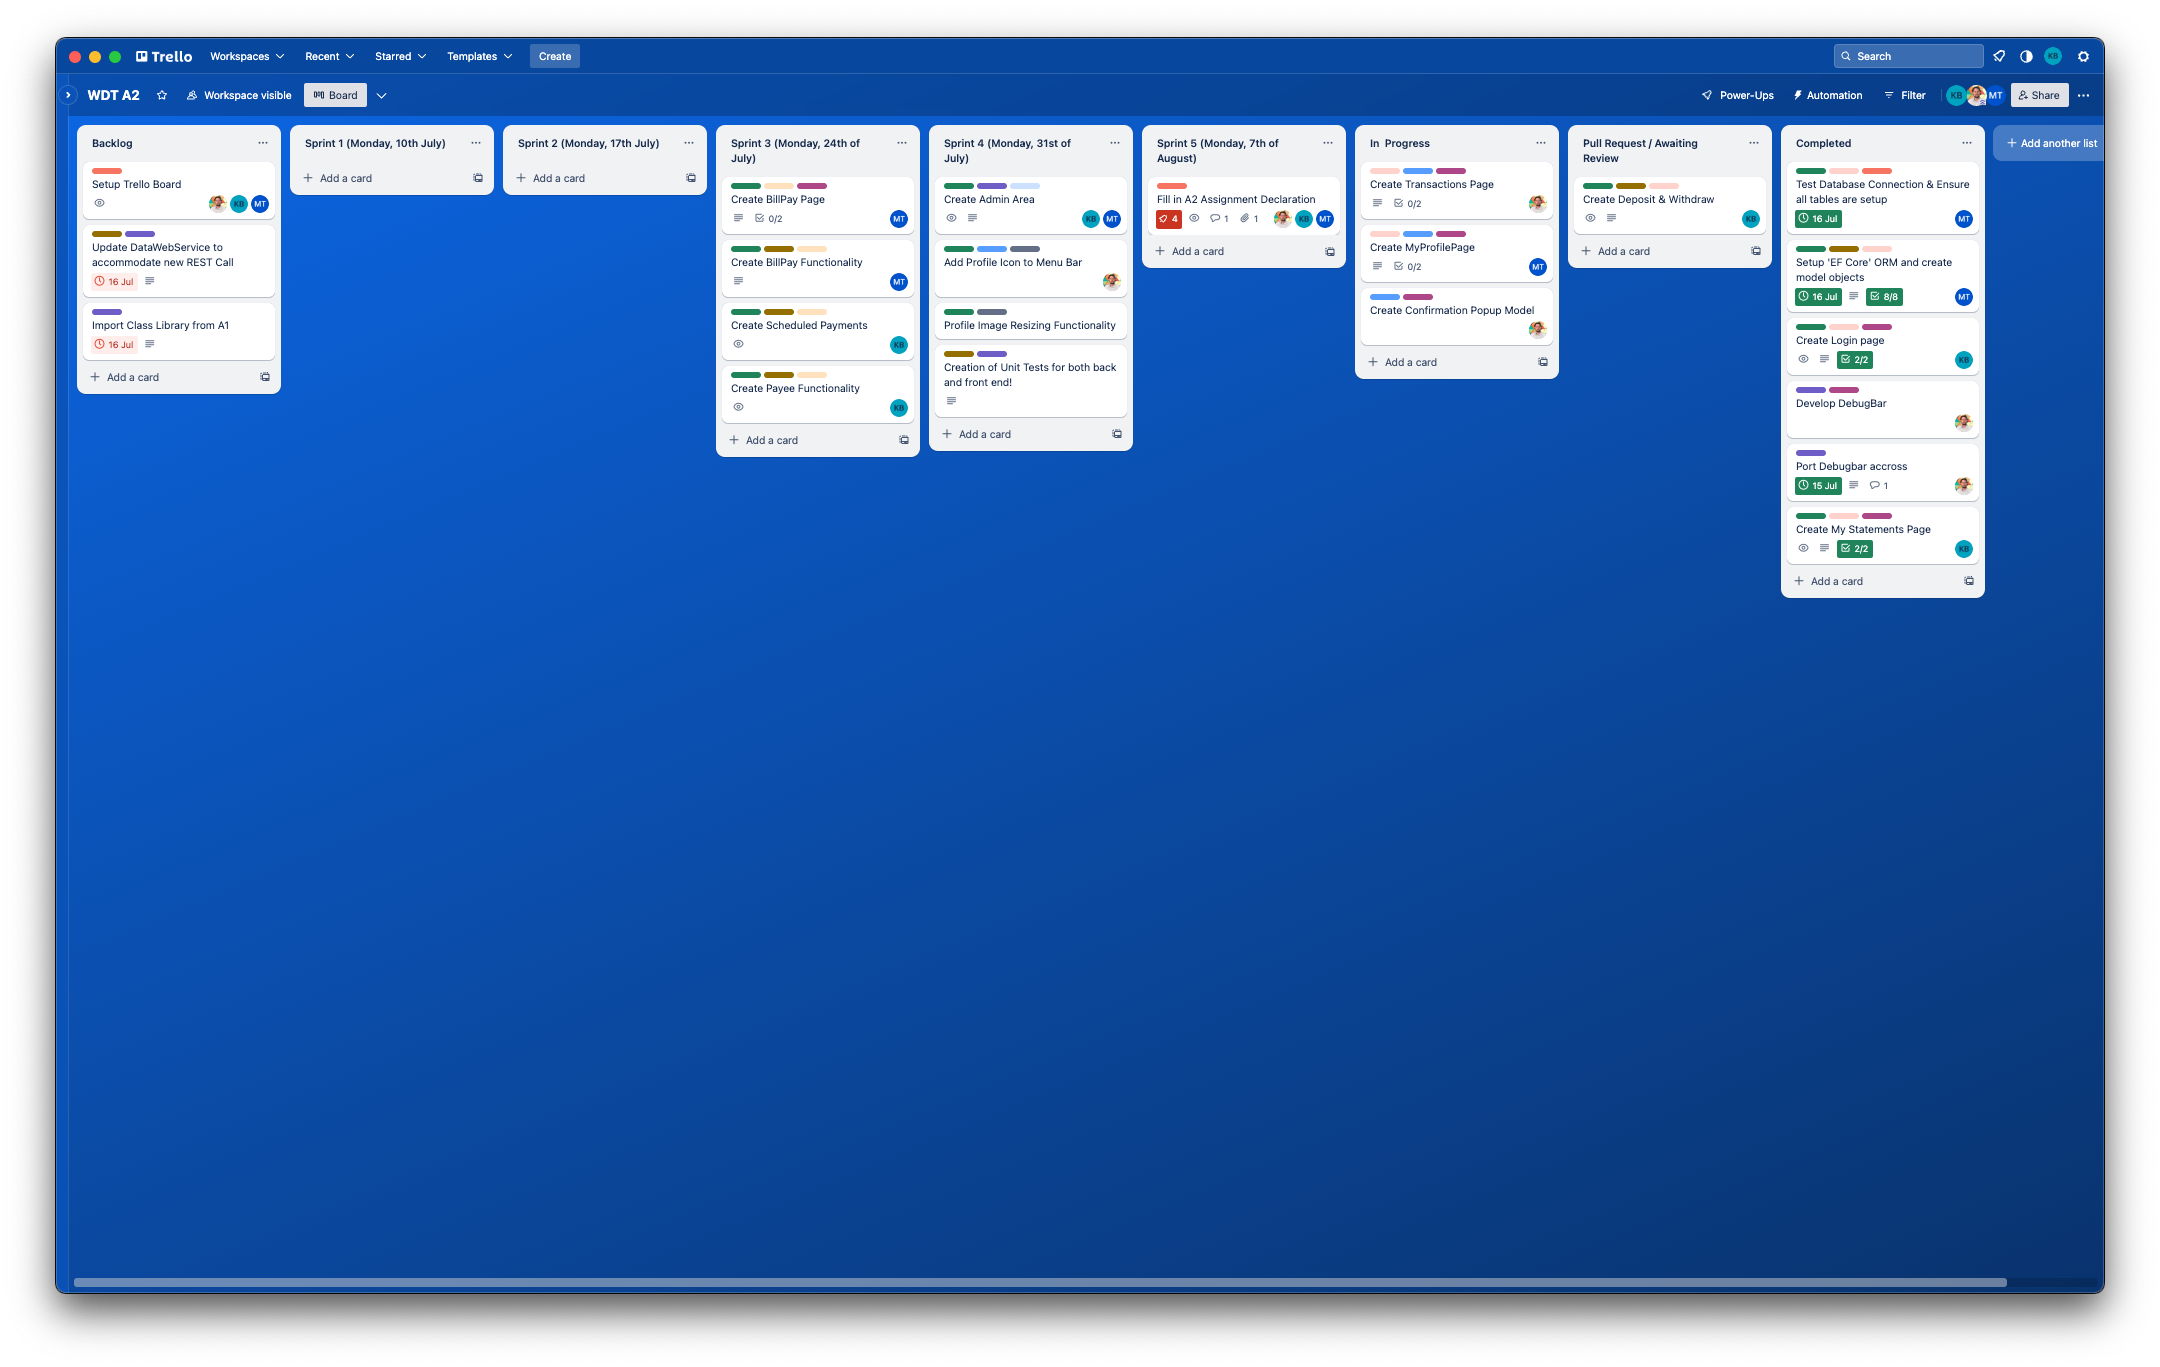 Trello Workspaces Recent Starred Templates Create Search KB
WDT A2 Workspace visible Board Power-Ups Automation Filter KB MT Share
Backlog
Setup Trello Board
KB MT
Update DataWebService to
accommodate new REST Call
16 Jul
Import Class Library from A1
16 Jul
Add a card
Sprint 1 (Monday, 10th July)
Add a card
Sprint 2 (Monday, 17th July)
Add a card
Sprint 3 (Monday, 24th of
July)
Create BillPay Page
0/2 MT
Create BillPay Functionality
MT
Create Scheduled Payments
KB
Create Payee Functionality
KB
Add a card
Sprint 4 (Monday, 31st of
July)
Create Admin Area
KB MT
Add Profile Icon to Menu Bar
Profile Image Resizing Functionality
Creation of Unit Tests for both back
and front end!
Add a card
Sprint 5 (Monday, 7th of
August)
Fill in A2 Assignment Declaration
4 1 1 KB MT
Add a card
In Progress
Create Transactions Page
0/2
Create MyProfilePage
0/2 MT
Create Confirmation Popup Model
Add a card
Pull Request / Awaiting
Review
Create Deposit & Withdraw
KB
Add a card
Completed
Test Database Connection & Ensure
all tables are setup
16 Jul MT
Setup 'EF Core' ORM and create
model objects
16 Jul 8/8 MT
Create Login page
2/2 KB
Develop DebugBar
Port Debugbar accross
15 Jul 1
Create My Statements Page
2/2 KB
Add a card
Add another list